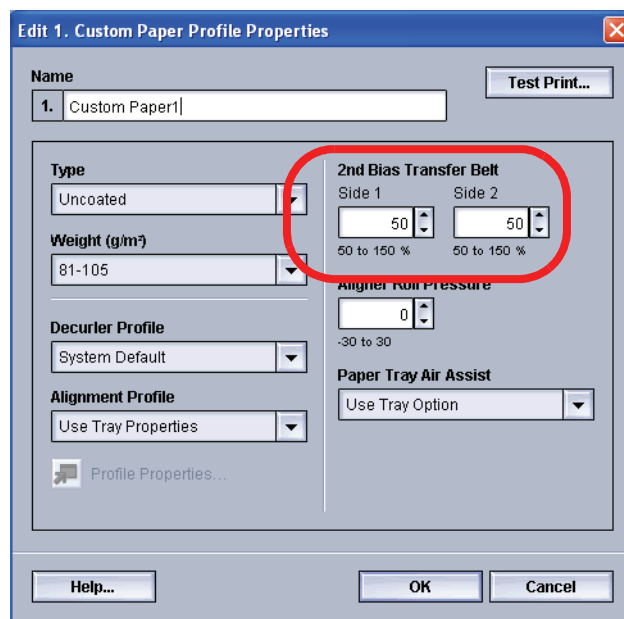 Edit 1. Custom Paper Profile Properties
Name
Test Print...
1. Custom Paper1
Type
Uncoated
Weight (g/m²)
81-105
Decurler Profile
System Default
Alignment Profile
Use Tray Properties
Profile Properties...
2nd Bias Transfer Belt
Side 1 Side 2
50 50
50 to 150 % 50 to 150 %
Aligner Roll Pressure
0
-30 to 30
Paper Tray Air Assist
Use Tray Option
Help... OK Cancel